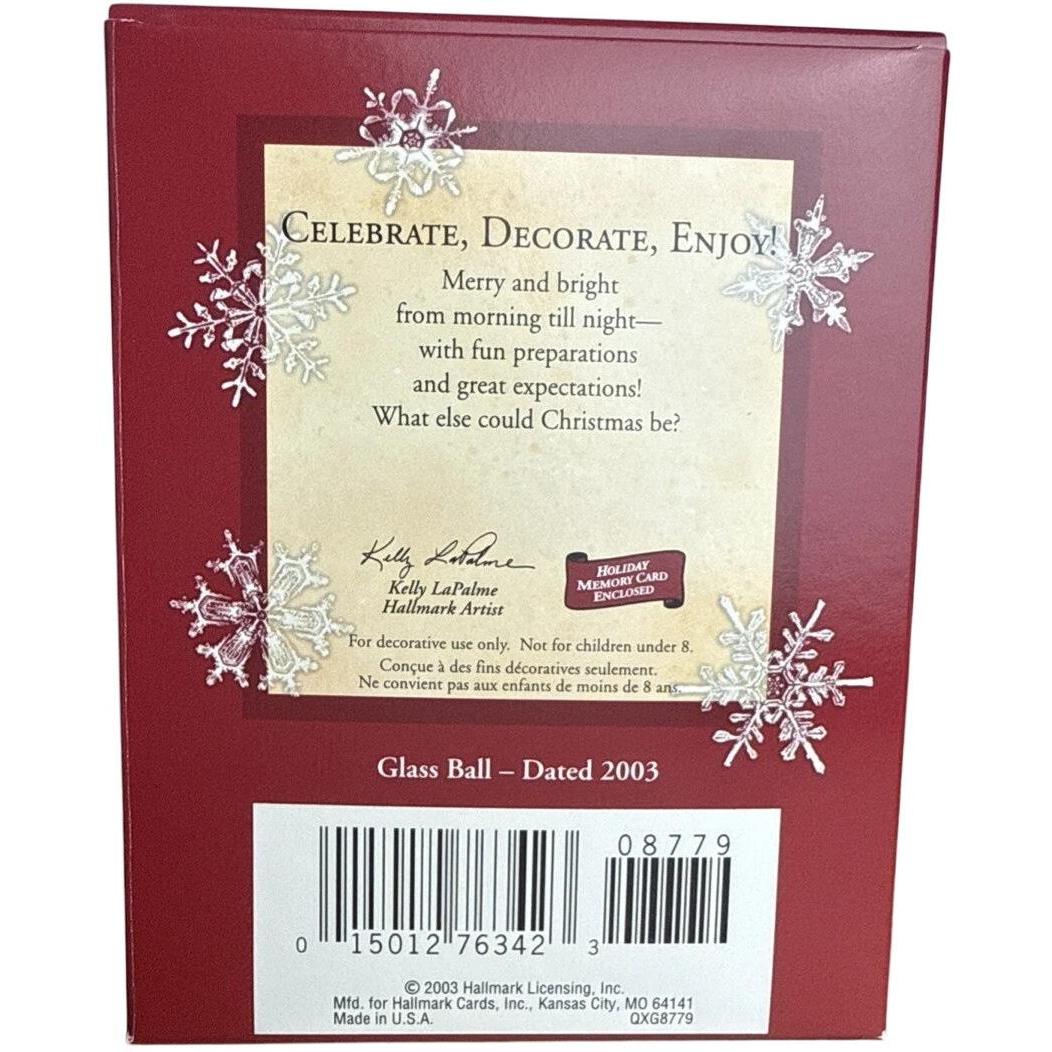 CELEBRATE, DECORATE, ENJOY!
Merry and bright
from morning till night—
with fun preparations
and great expectations!
What else could Christmas be?
Kelly LaPalme
Kelly LaPalme
Hallmark Artist
HOLIDAY
MEMORY CARD
ENCLOSED
For decorative use only. Not for children under 8.
Conçue à des fins décoratives seulement.
Ne convient pas aux enfants de moins de 8 ans.
Glass Ball – Dated 2003
08779
0 15012 76342 3
© 2003 Hallmark Licensing, Inc.
Mfd. for Hallmark Cards, Inc., Kansas City, MO 64141
Made in U.S.A. QXG8779